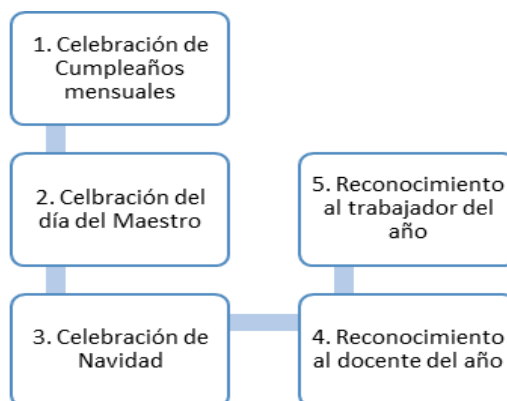 1. Celebración de
Cumpleaños
mensuales
2. Celbración del
día del Maestro
3. Celebración de
Navidad
4. Reconocimiento
al docente del año
5. Reconocimiento
al trabajador del
año